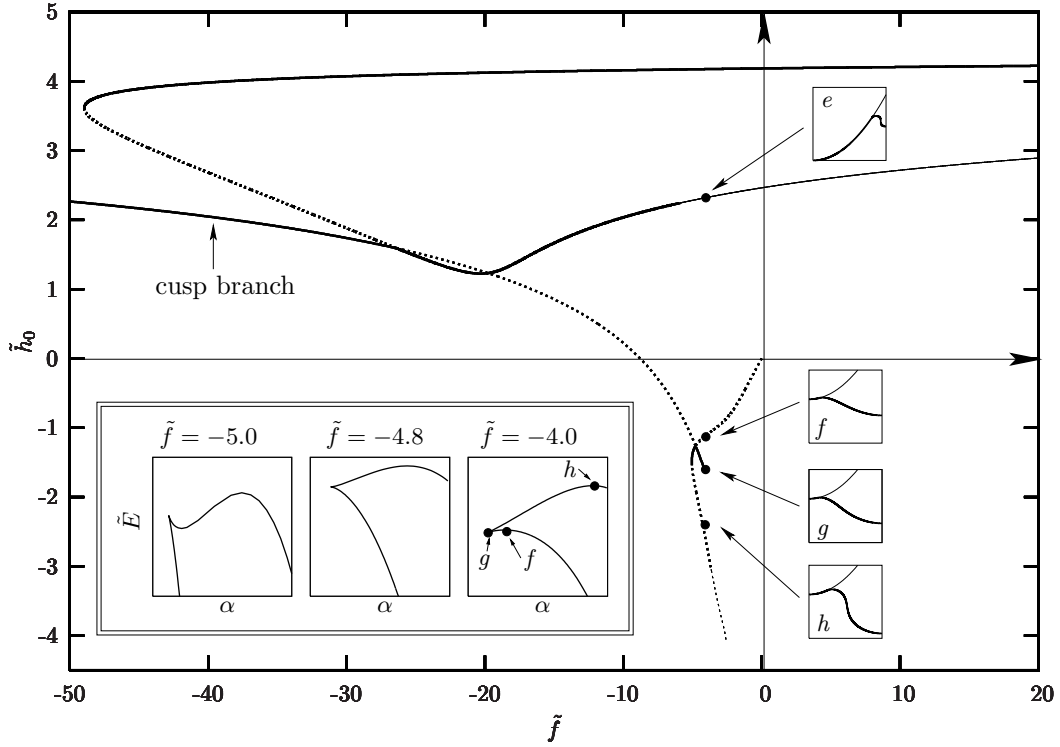 5
4
3
2
1
0
-1
-2
-3
-4
h̃₀
e
cusp branch
f
g
h
f̃ = −5.0
f̃ = −4.8
f̃ = −4.0
Ẽ
h
g
f
α
α
α
-50
-40
-30
-20
-10
0
10
20
f̃